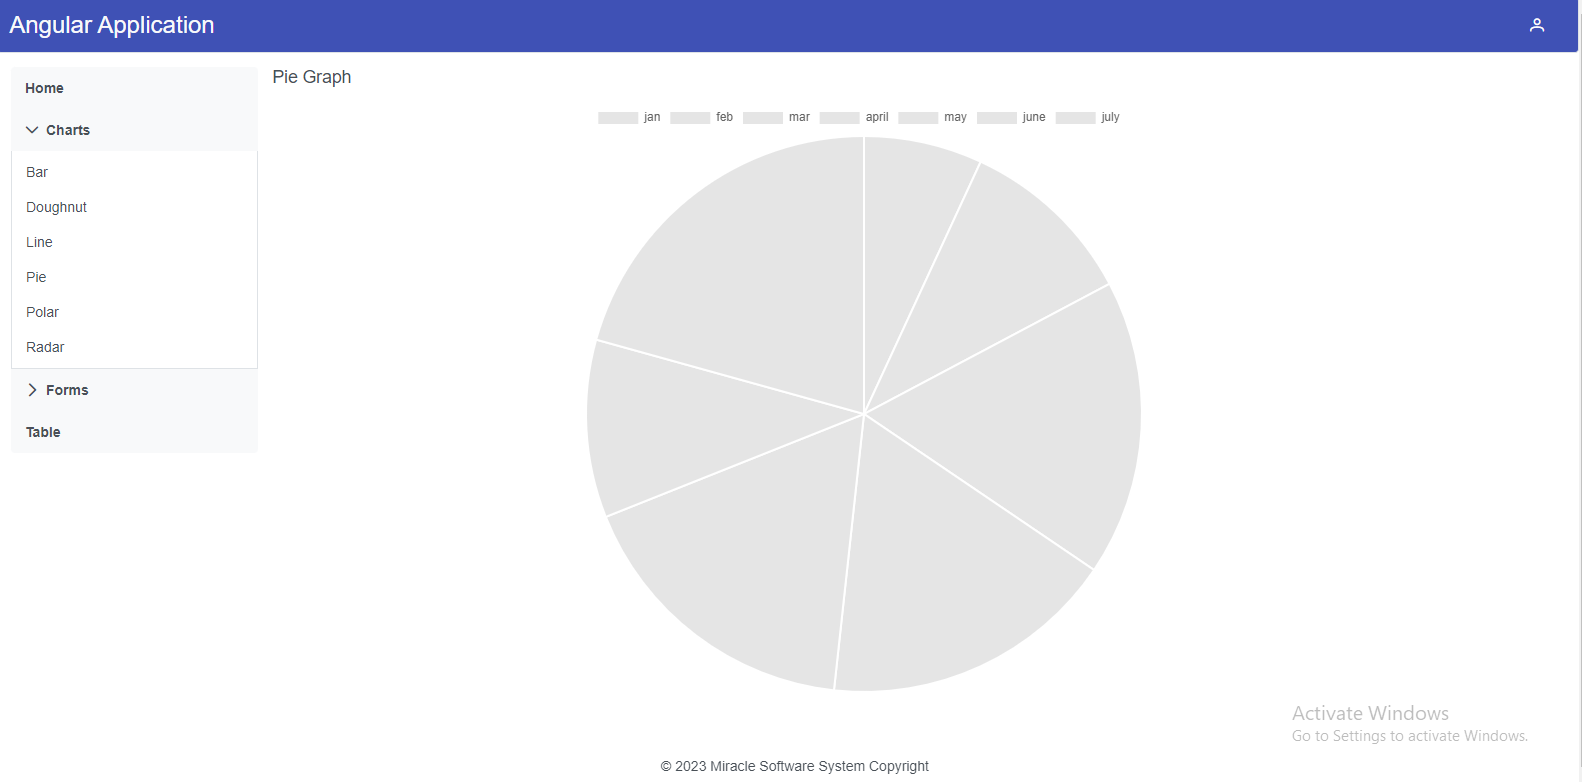 Angular Application
Home
Charts
Bar
Doughnut
Line
Pie
Polar
Radar
Forms
Table
Pie Graph
jan feb mar april may june july
Activate Windows
Go to Settings to activate Windows.
© 2023 Miracle Software System Copyright